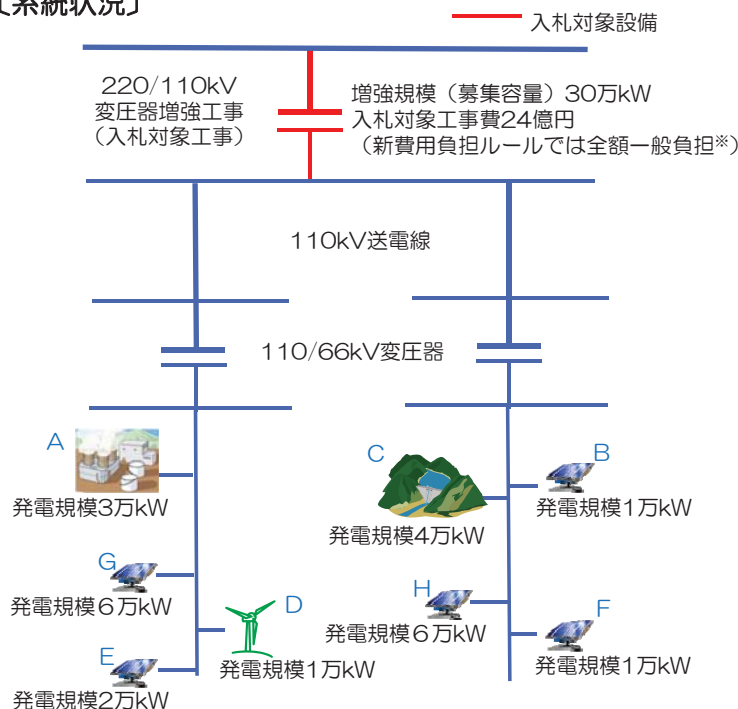 〔系統状況〕
入札対象設備
220/110kV
変圧器増強工事
（入札対象工事）
増強規模（募集容量）30万kW
入札対象工事費24億円
（新費用負担ルールでは全額一般負担※）
110kV送電線
110/66kV変圧器
A
発電規模3万kW
C
発電規模4万kW
B
発電規模1万kW
G
発電規模６万kW
D
発電規模1万kW
H
発電規模６万kW
F
発電規模1万kW
E
発電規模2万kW